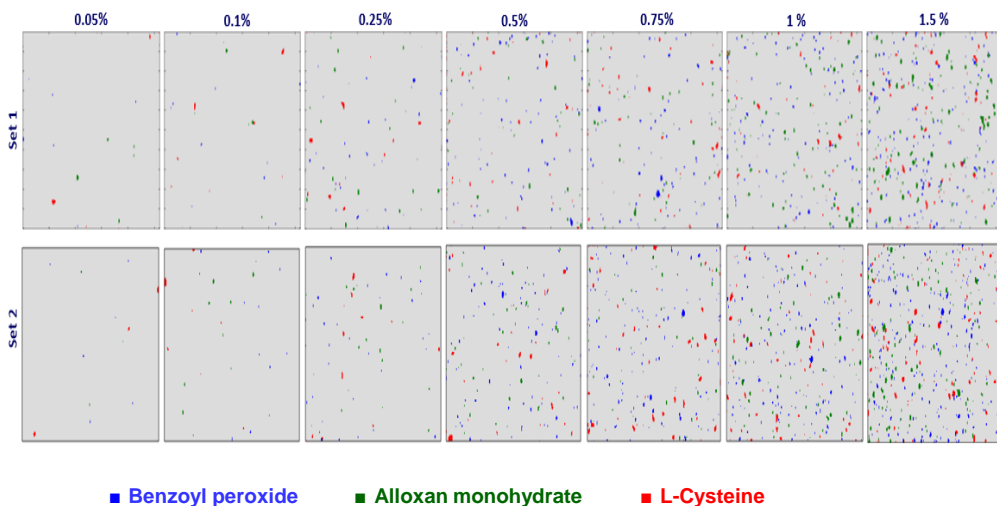 0.05% 0.1% 0.25% 0.5% 0.75% 1 % 1.5 %
Set 1
Set 2
■ Benzoyl peroxide ■ Alloxan monohydrate ■ L-Cysteine